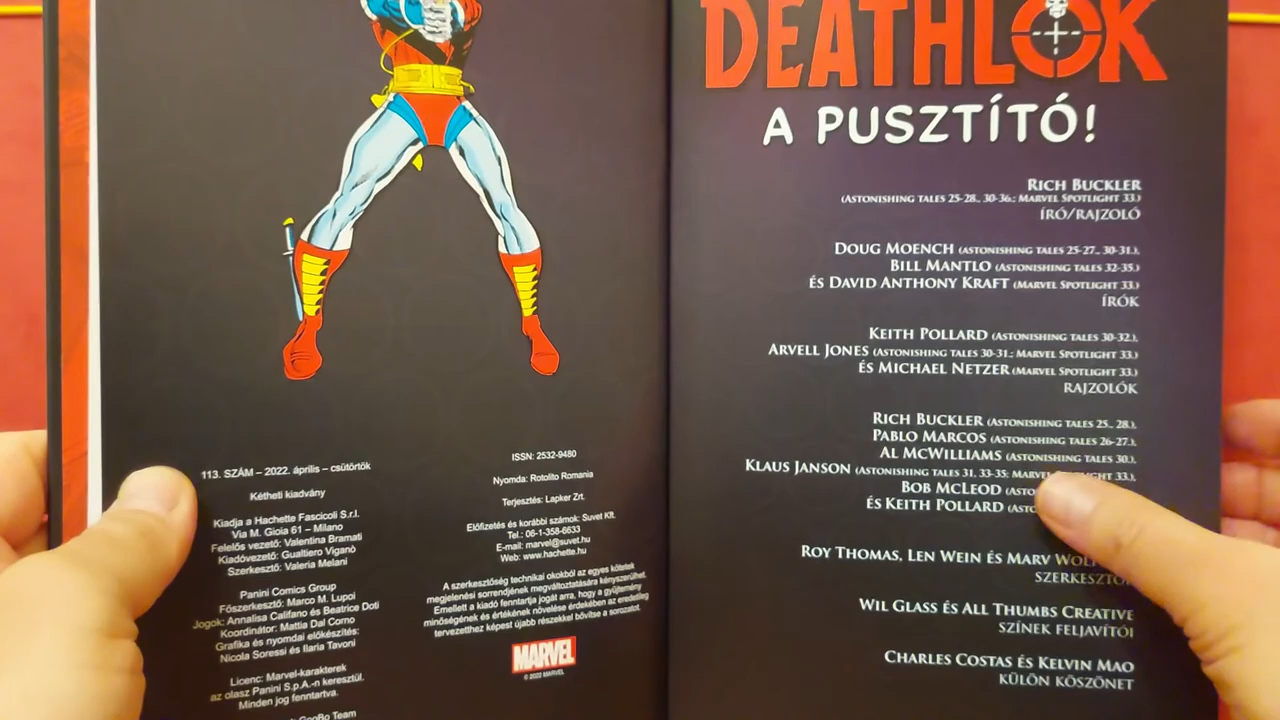 113. SZÁM – 2022. április – csütörtök
Kétheti kiadvány
Kiadja a Hachette Fascicoli S.r.l.
Via M. Gioia 61 – Milano
Felelős vezető: Valentina Bramati
Kiadóvezető: Gualtiero Viganò
Szerkesztő: Valeria Melani
Panini Comics Group
Főszerkesztő: Marco M. Lupoi
Jogok: Annalisa Califano és Beatrice Doti
Koordinátor: Mattia Dal Corno
Grafika és nyomdai előkészítés:
Nicola Soressi és Ilaria Tavoni
Licenc: Marvel-karakterek
az olasz Panini S.p.A.-n keresztül.
Minden jog fenntartva.
GooBo Team
ISSN: 2532-9480
Nyomda: Rotolito Romania
Terjesztés: Lapker Zrt.
Előfizetés és korábbi számok: Suvet Kft.
Tel.: 06-1-358-6633
E-mail: marvel@suvet.hu
Web: www.hachette.hu
A szerkesztőség technikai okokból az egyes kötetek
megjelenési sorrendjének megváltoztatására kényszerülhet.
Emellett a kiadó fenntartja jogát arra, hogy a gyűjtemény
minőségének és értékének növelése érdekében az eredetileg
tervezetthez képest újabb részekkel bővítse a sorozatot.
MARVEL
© 2022 MARVEL
DEATHLOK
A PUSZTÍTÓ!
RICH BUCKLER
(ASTONISHING TALES 25-28., 30-36.; MARVEL SPOTLIGHT 33.)
ÍRÓ/RAJZOLÓ
DOUG MOENCH (ASTONISHING TALES 25-27., 30-31.),
BILL MANTLO (ASTONISHING TALES 32-35.)
ÉS DAVID ANTHONY KRAFT (MARVEL SPOTLIGHT 33.)
ÍRÓK
KEITH POLLARD (ASTONISHING TALES 30-32.),
ARVELL JONES (ASTONISHING TALES 30-31.; MARVEL SPOTLIGHT 33.)
ÉS MICHAEL NETZER (MARVEL SPOTLIGHT 33.)
RAJZOLÓK
RICH BUCKLER (ASTONISHING TALES 25., 28.),
PABLO MARCOS (ASTONISHING TALES 26-27.),
AL MCWILLIAMS (ASTONISHING TALES 30.),
KLAUS JANSON (ASTONISHING TALES 31, 33-35; MARVEL SPOTLIGHT 33.),
BOB MCLEOD
ÉS KEITH POLLARD
ROY THOMAS, LEN WEIN ÉS MARV
SZERKESZTŐK
WIL GLASS ÉS ALL THUMBS CREATIVE
SZÍNEK FELJAVÍTÓI
CHARLES COSTAS ÉS KELVIN MAO
KÜLÖN KÖSZÖNET